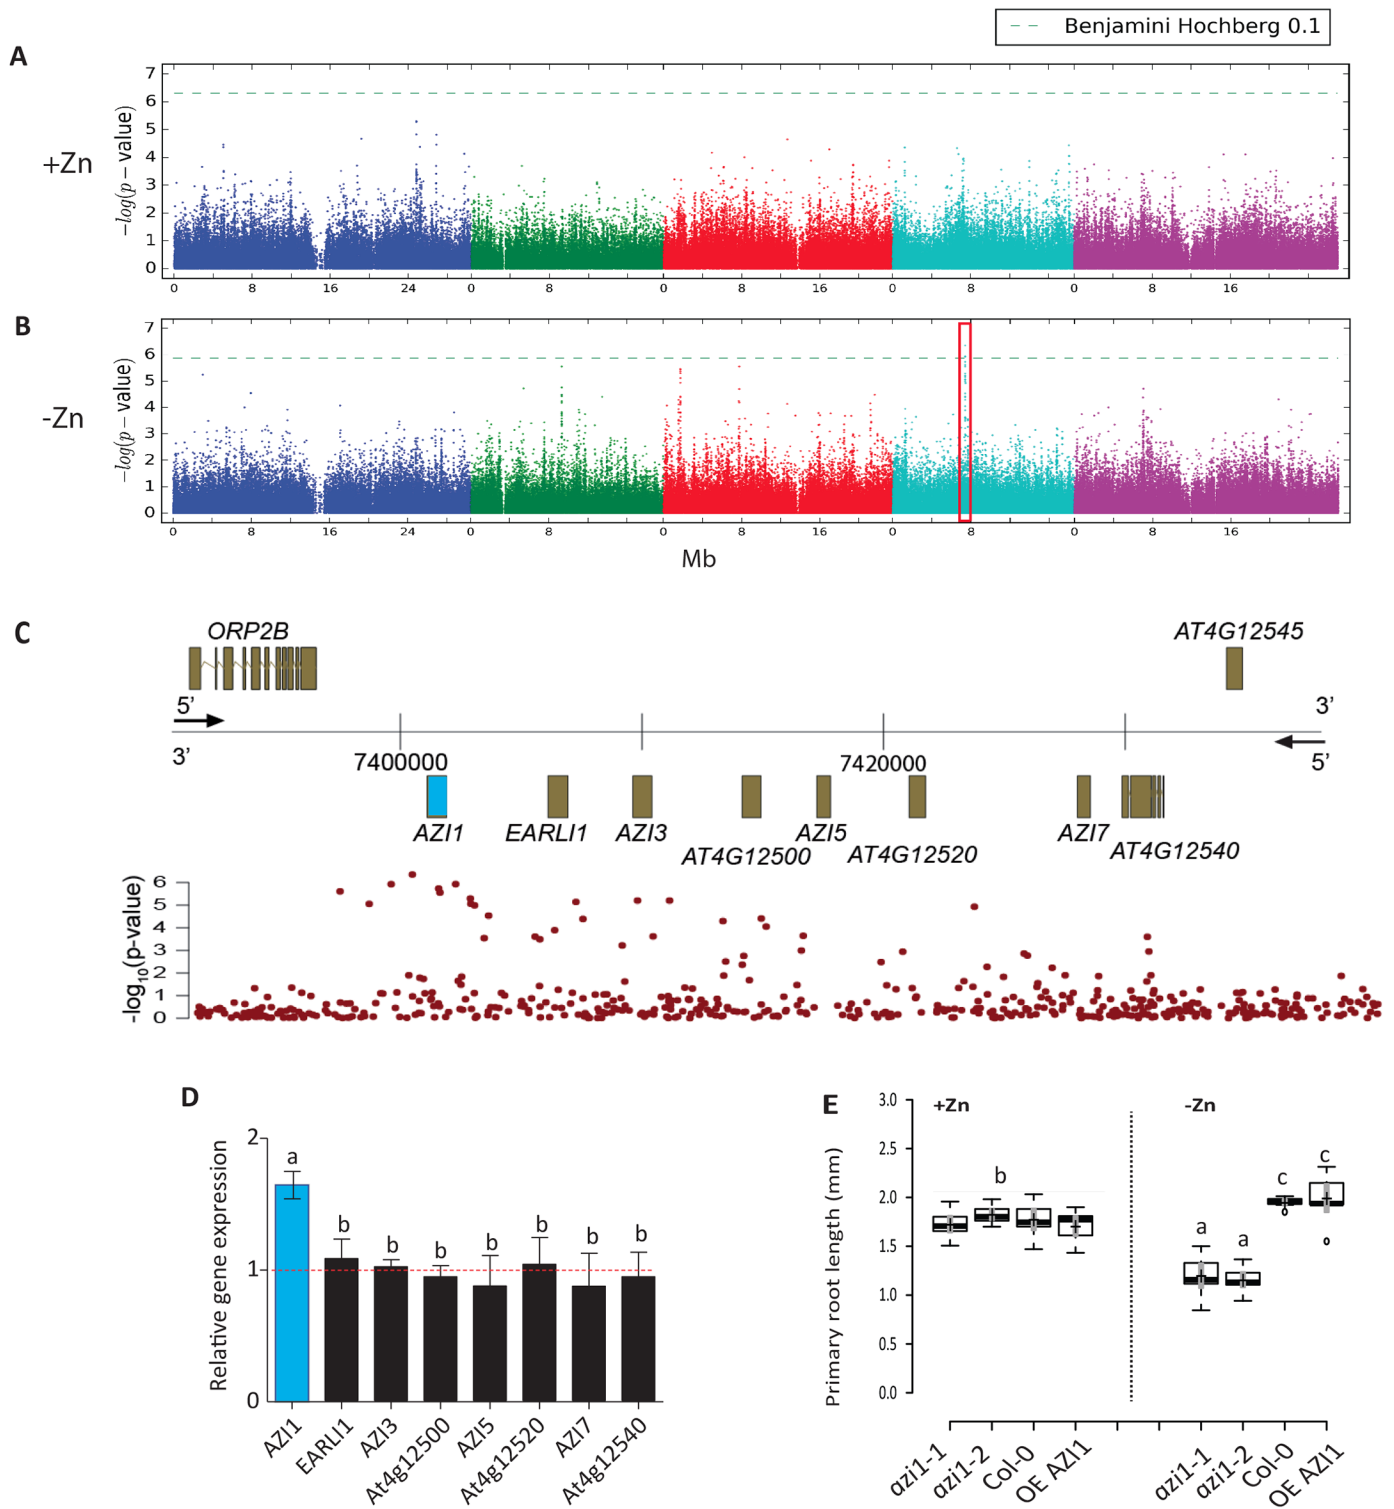 Benjamini Hochberg 0.1
A
+Zn
−log(p − value)
7
6
5
4
3
2
1
0
0 8 16 24 0 8 0 8 16 0 8 0 8 16
B
-Zn
−log(p − value)
7
6
5
4
3
2
1
0
0 8 16 24 0 8 0 8 16 0 8 0 8 16
Mb
C
ORP2B AT4G12545
5’ 3’
3’ 7400000 7420000 5’
AZI1 EARLI1 AZI3 AZI5 AZI7
AT4G12500 AT4G12520 AT4G12540
-log10(p-value)
6
5
4
3
2
1
0
D
Relative gene expression
2
1
0
a b b b b b b b
AZI1 EARLI1 AZI3 At4g12500 AZI5 At4g12520 AZI7 At4g12540
E
+Zn -Zn
Primary root length (mm)
3.0
2.5
2.0
1.5
1.0
0.5
0.0
b a a c c
azi1-1 azi1-2 Col-0 OE AZI1 azi1-1 azi1-2 Col-0 OE AZI1